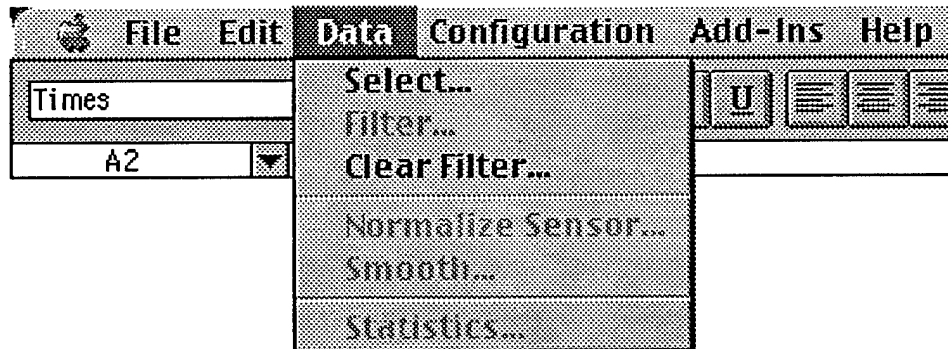 File Edit Data Configuration Add-Ins Help
Times
U
A2
Select...
Filter...
Clear Filter...
Normalize Sensor...
Smooth...
Statistics...